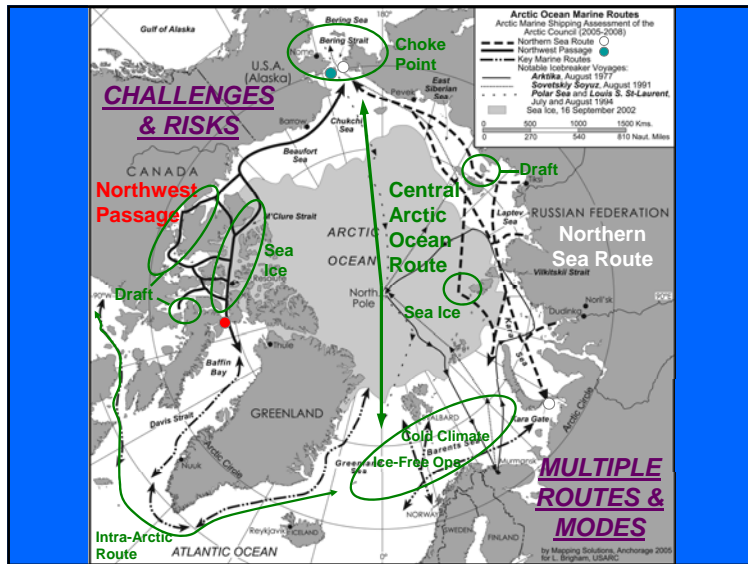 Gulf of Alaska
Bering Sea
180°
Bering Strait
Nome
Choke
Point
U.S.A.
(Alaska)
Arctic Ocean Marine Routes
Arctic Marine Shipping Assessment of the
Arctic Council (2005-2008)
Northern Sea Route
Northwest Passage
Key Marine Routes
Notable Icebreaker Voyages:
Arktika, August 1977
Sovetskiy Soyuz, August 1991
Polar Sea and Louis S. St-Laurent,
July and August 1994
Sea Ice, 16 September 2002
0 500 1000 1500 Kms.
0 270 540 810 Naut. Miles
CHALLENGES
& RISKS
Pevek
East
Siberian
Sea
Barrow
Chukchi
Sea
Beaufort
Sea
CANADA
Draft
Tiksi
Northwest
Passage
M'Clure Strait
Central
Arctic
Ocean
Route
Laptev
Sea
RUSSIAN FEDERATION
Northern
Sea Route
ARCTIC
OCEAN
Sea
Ice
Resolute
Vilkitskii Strait
90°W
Draft
North
Pole
Sea Ice
Noril'sk
90°E
Dudinka
Kara
Sea
Thule
Baffin
Bay
Davis Strait
GREENLAND
SVALBARD
Kara Gate
Arctic Circle
Cold Climate
Barents Sea
Greenland
Sea
Ice-Free Ops
Murmansk
Nuuk
Arctic Circle
MULTIPLE
ROUTES &
MODES
NORWAY
SWEDEN
FINLAND
Reykjavik
ICELAND
Intra-Arctic
Route
ATLANTIC OCEAN
0°
by Mapping Solutions, Anchorage 2005
for L. Brigham, USARC